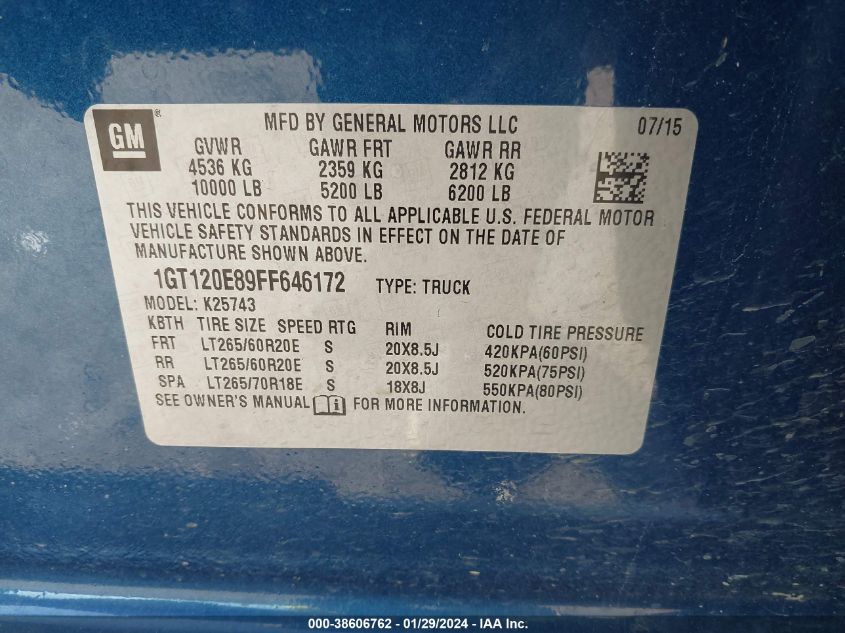 GM ®
MFD BY GENERAL MOTORS LLC 07/15
GVWR GAWR FRT GAWR RR
4536 KG 2359 KG 2812 KG
10000 LB 5200 LB 6200 LB
THIS VEHICLE CONFORMS TO ALL APPLICABLE U.S. FEDERAL MOTOR
VEHICLE SAFETY STANDARDS IN EFFECT ON THE DATE OF
MANUFACTURE SHOWN ABOVE.
1GT120E89FF646172 TYPE: TRUCK
MODEL: K25743
KBTH TIRE SIZE SPEED RTG RIM COLD TIRE PRESSURE
FRT LT265/60R20E S 20X8.5J 420KPA(60PSI)
RR LT265/60R20E S 20X8.5J 520KPA(75PSI)
SPA LT265/70R18E S 18X8J 550KPA(80PSI)
SEE OWNER'S MANUAL i FOR MORE INFORMATION.
000-38606762 - 01/29/2024 - IAA Inc.